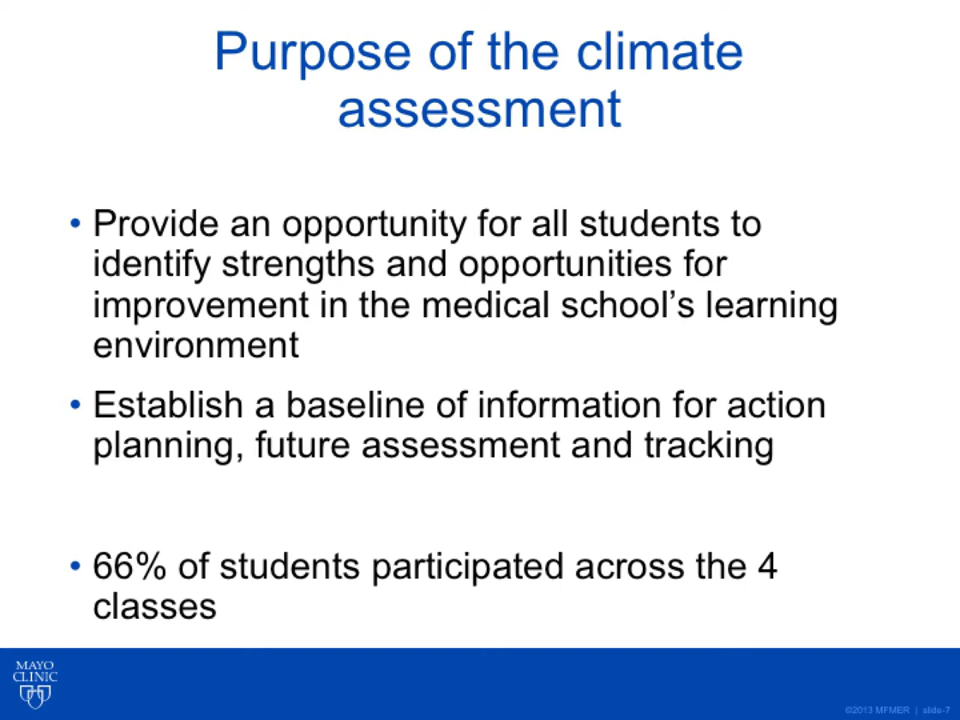 Purpose of the climate
assessment
• Provide an opportunity for all students to
identify strengths and opportunities for
improvement in the medical school’s learning
environment
• Establish a baseline of information for action
planning, future assessment and tracking
• 66% of students participated across the 4
classes
MAYO
CLINIC
©2013 MFMER | slide-7